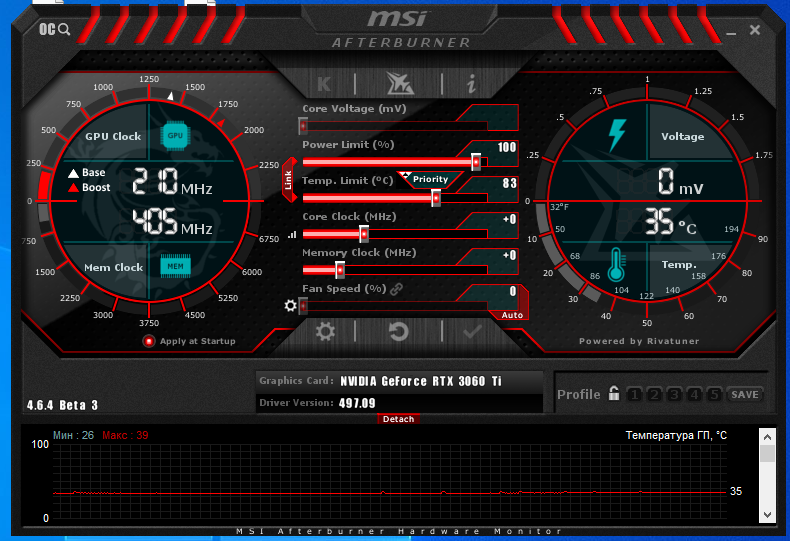 OC
msi
AFTERBURNER
K
i
GPU Clock
GPU
Base
Boost
210 MHz
405 MHz
Mem Clock
MEM
0
250
500
750
1000
1250
1500
1750
2000
2250
0
750
1500
2250
3000
3750
4500
5250
6000
6750
Apply at Startup
Core Voltage (mV)
Power Limit (%)
100
Link
Priority
Temp. Limit (°C)
83
Core Clock (MHz)
+0
Memory Clock (MHz)
+0
Fan Speed (%)
0
Auto
Voltage
0 mV
35 °C
Temp.
0
.25
.5
.75
1
1.25
1.5
1.75
0
10
20
30
40
50
60
70
80
90
32°F
68
86
104
122
140
158
176
194
Powered by Rivatuner
4.6.4 Beta 3
Graphics Card: NVIDIA GeForce RTX 3060 Ti
Driver Version: 497.09
Profile 1 2 3 4 5 SAVE
Detach
100
Мин : 26 Макс : 39
Температура ГП, °C
35
0
MSI Afterburner Hardware Monitor